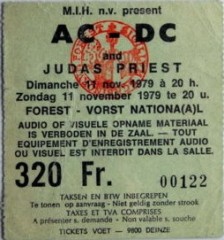 M.I.H. n.v. present
AC - DC
and
JUDAS PRIEST
Dimanche 11 nov. 1979 à 20 h.
Zondag 11 november 1979 te 20 u.
FOREST - VORST NATIONA(A)L
AUDIO OF VISUELE OPNAME MATERIAAL
IS VERBODEN IN DE ZAAL. — TOUT
EQUIPEMENT D'ENREGISTREMENT AUDIO
OU VISUEL EST INTERDIT DANS LA SALLE.
320 Fr. 00122
TAKSEN EN BTW INBEGREPEN
Te tonen op aanvraag - Niet geldig zonder strook
TAXES ET TVA COMPRISES
A présenter s. demande - Non valable s. souche
TICKETS VOET — 9800 DEINZE